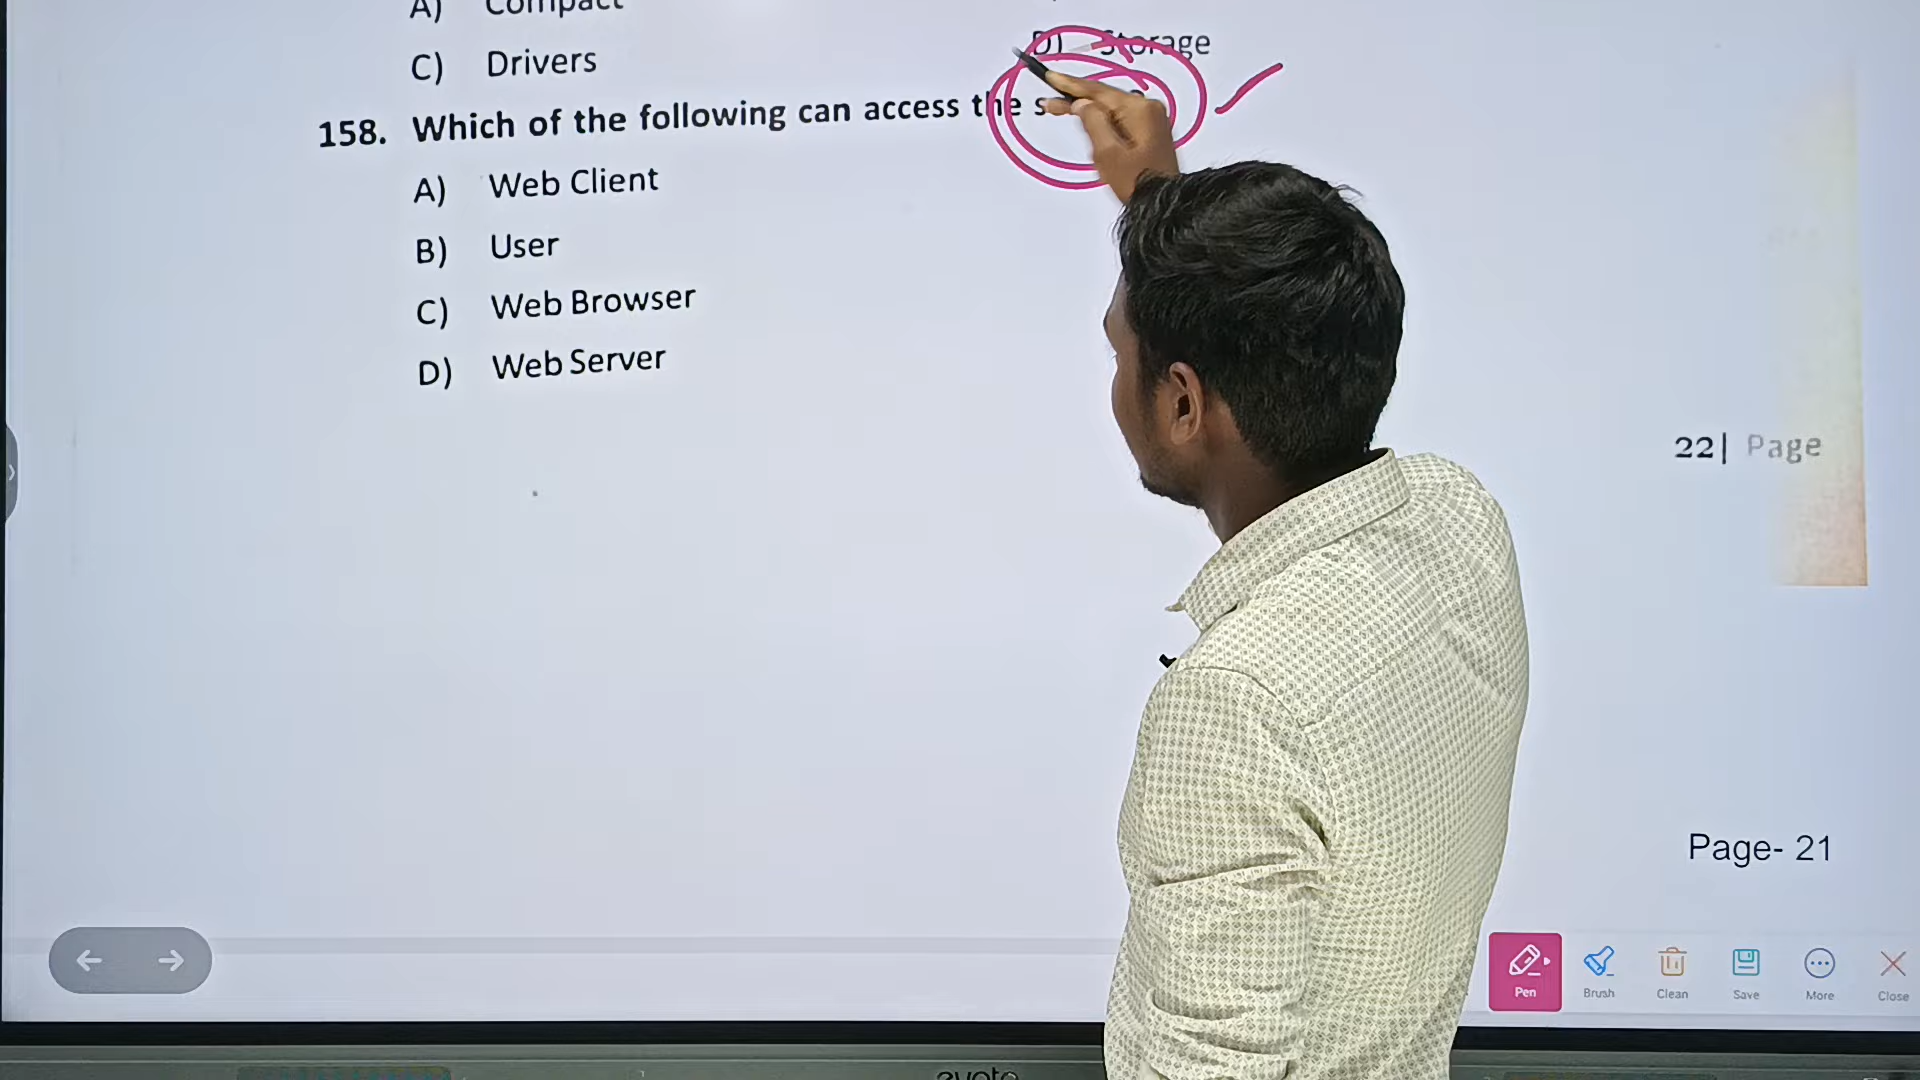 A) Compact
C) Drivers
D) Storage
158. Which of the following can access the
A) Web Client
B) User
C) Web Browser
D) Web Server
22| Page
Page- 21
Pen
Brush
Clean
Save
More
Close